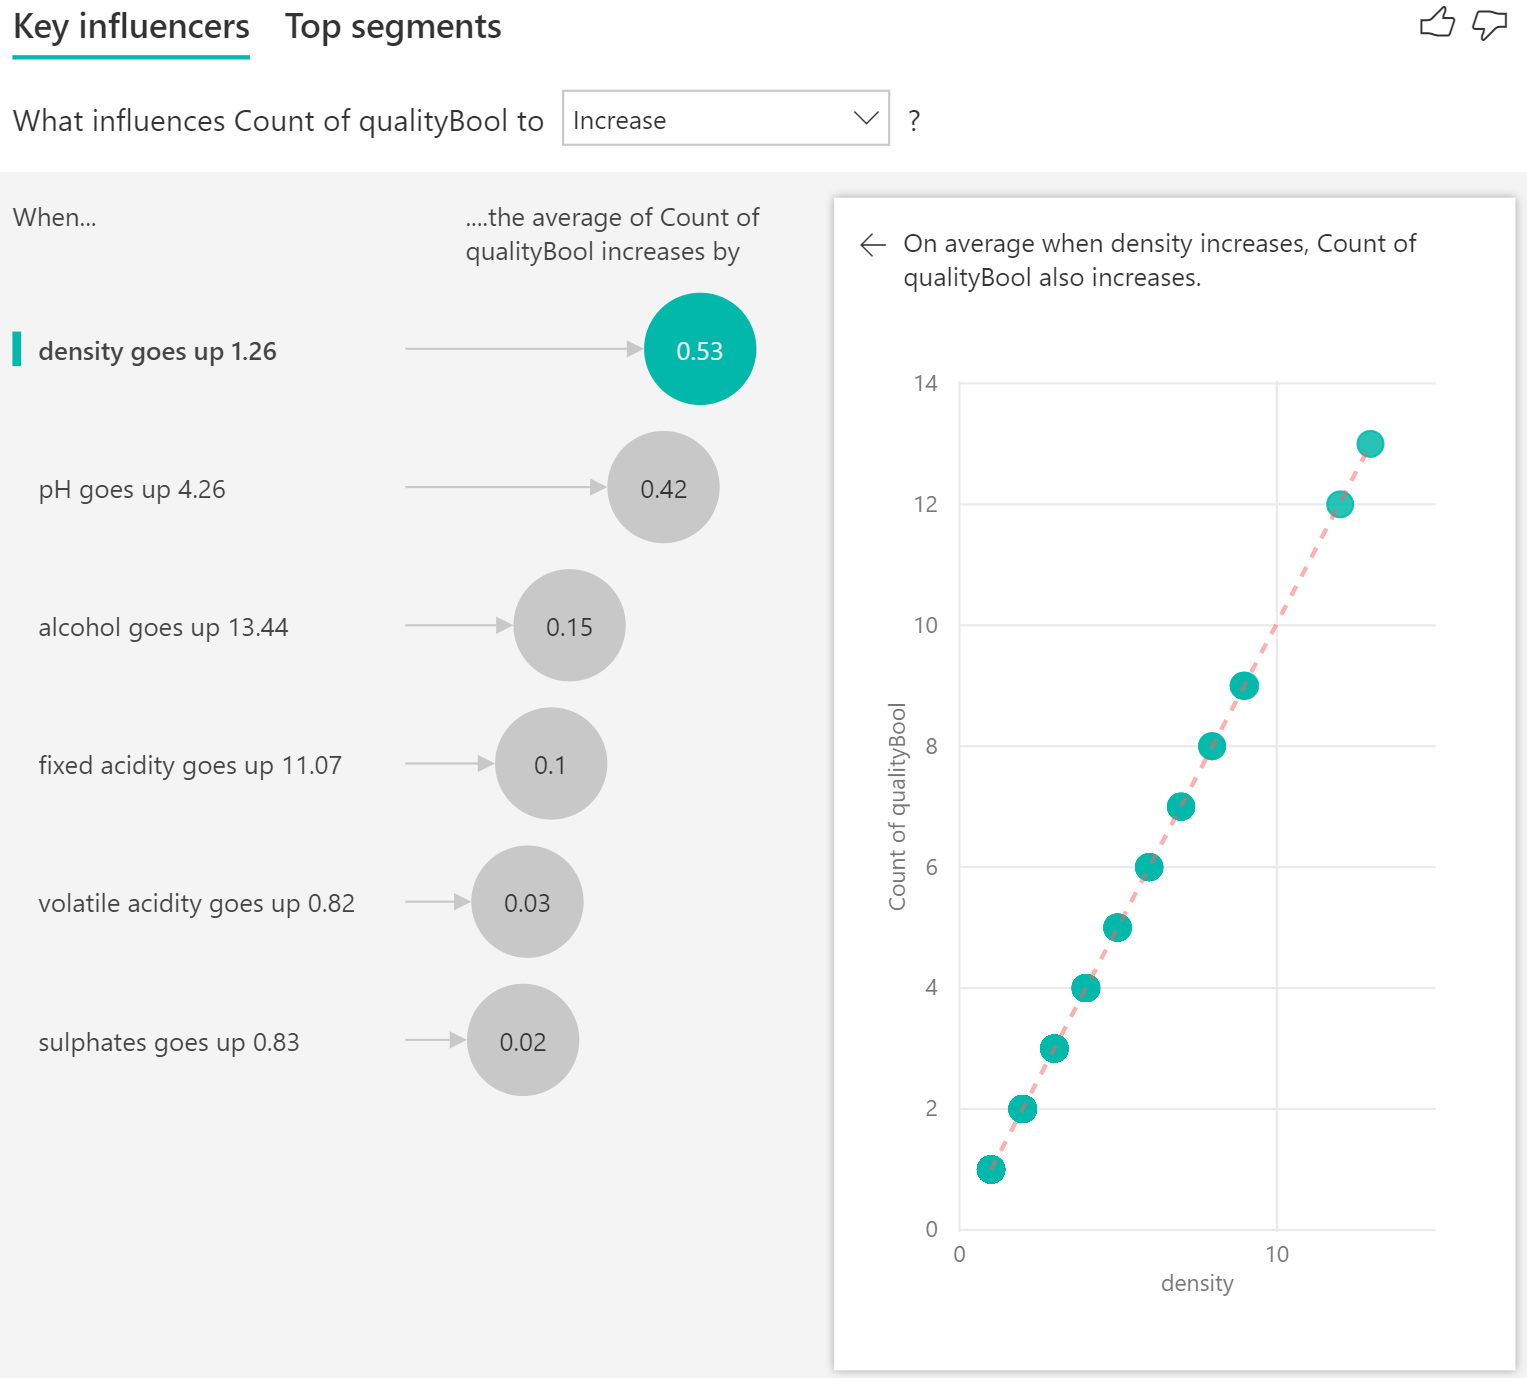 Key influencers
Top segments
What influences Count of qualityBool to
Increase
?
When...
....the average of Count of
qualityBool increases by
density goes up 1.26
0.53
pH goes up 4.26
0.42
alcohol goes up 13.44
0.15
fixed acidity goes up 11.07
0.1
volatile acidity goes up 0.82
0.03
sulphates goes up 0.83
0.02
On average when density increases, Count of
qualityBool also increases.
14
12
10
8
6
4
2
0
Count of qualityBool
0
10
density